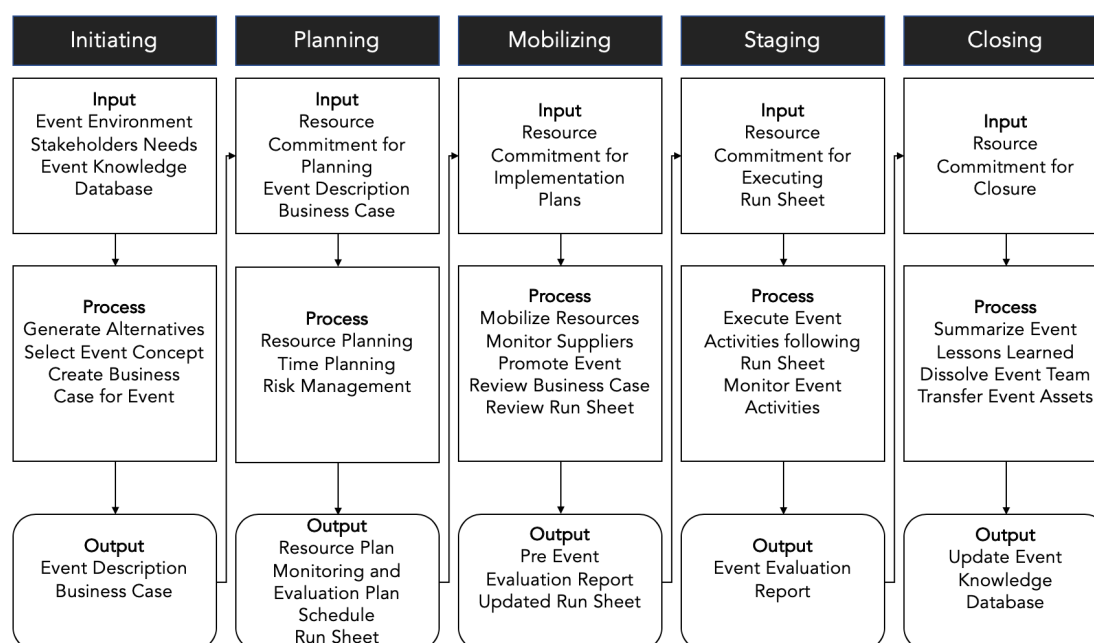 Initiating
Planning
Mobilizing
Staging
Closing
Input
Event Environment
Stakeholders Needs
Event Knowledge
Database
Input
Resource
Commitment for
Planning
Event Description
Business Case
Input
Resource
Commitment for
Implementation
Plans
Input
Resource
Commitment for
Executing
Run Sheet
Input
Rsource
Commitment for
Closure
Process
Generate Alternatives
Select Event Concept
Create Business
Case for Event
Process
Resource Planning
Time Planning
Risk Management
Process
Mobilize Resources
Monitor Suppliers
Promote Event
Review Business Case
Review Run Sheet
Process
Execute Event
Activities following
Run Sheet
Monitor Event
Activities
Process
Summarize Event
Lessons Learned
Dissolve Event Team
Transfer Event Assets
Output
Event Description
Business Case
Output
Resource Plan
Monitoring and
Evaluation Plan
Schedule
Run Sheet
Output
Pre Event
Evaluation Report
Updated Run Sheet
Output
Event Evaluation
Report
Output
Update Event
Knowledge
Database